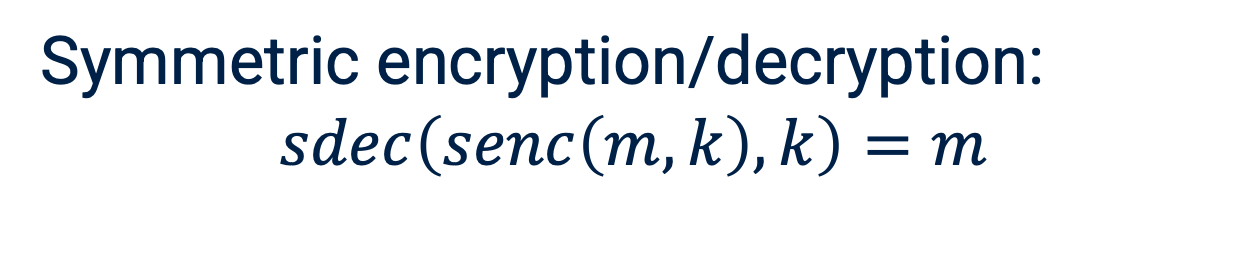 Symmetric encryption/decryption:
sdec(senc(m, k), k) = m